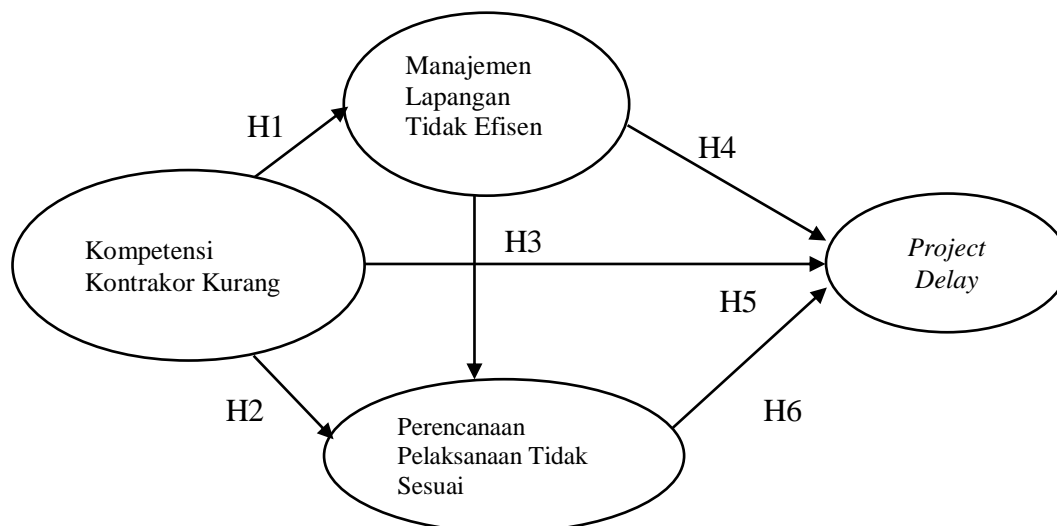 Manajemen
Lapangan
Tidak Efisen
H1
H4
Kompetensi
Kontrakor Kurang
H3
Project
Delay
H5
H2
H6
Perencanaan
Pelaksanaan Tidak
Sesuai